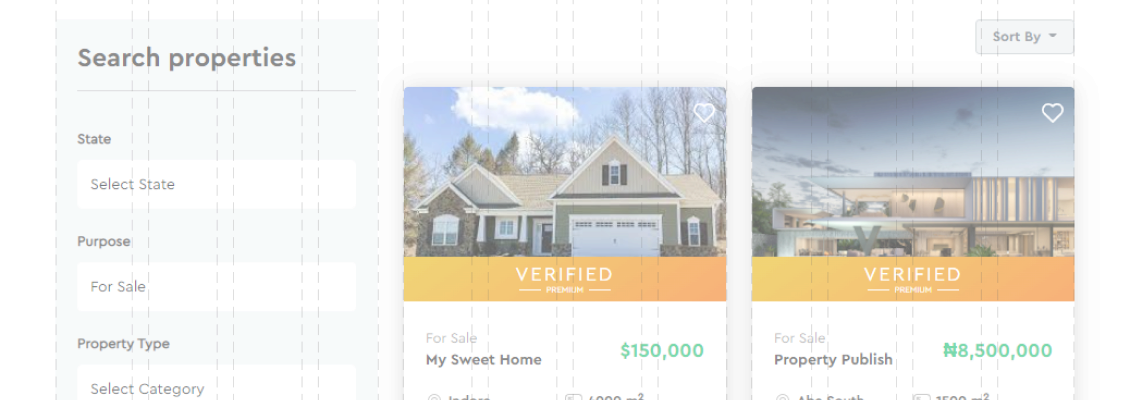 Search properties
Sort By
State
Select State
Purpose
For Sale
Property Type
Select Category
VERIFIED
PREMIUM
For Sale
My Sweet Home
$150,000
VERIFIED
PREMIUM
For Sale
Property Publish
₦8,500,000